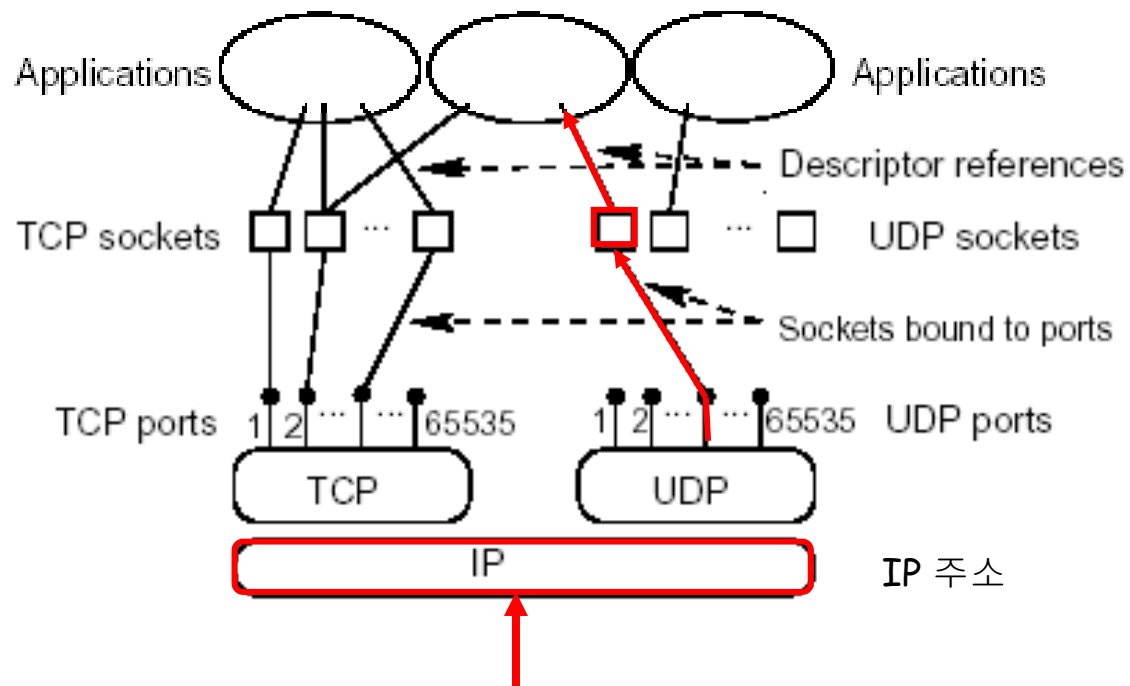 Applications Applications
Descriptor references
TCP sockets ... ... UDP sockets
Sockets bound to ports
TCP ports 1 2 ... ... 65535 1 2 ... ... 65535 UDP ports
TCP UDP
IP IP 주소